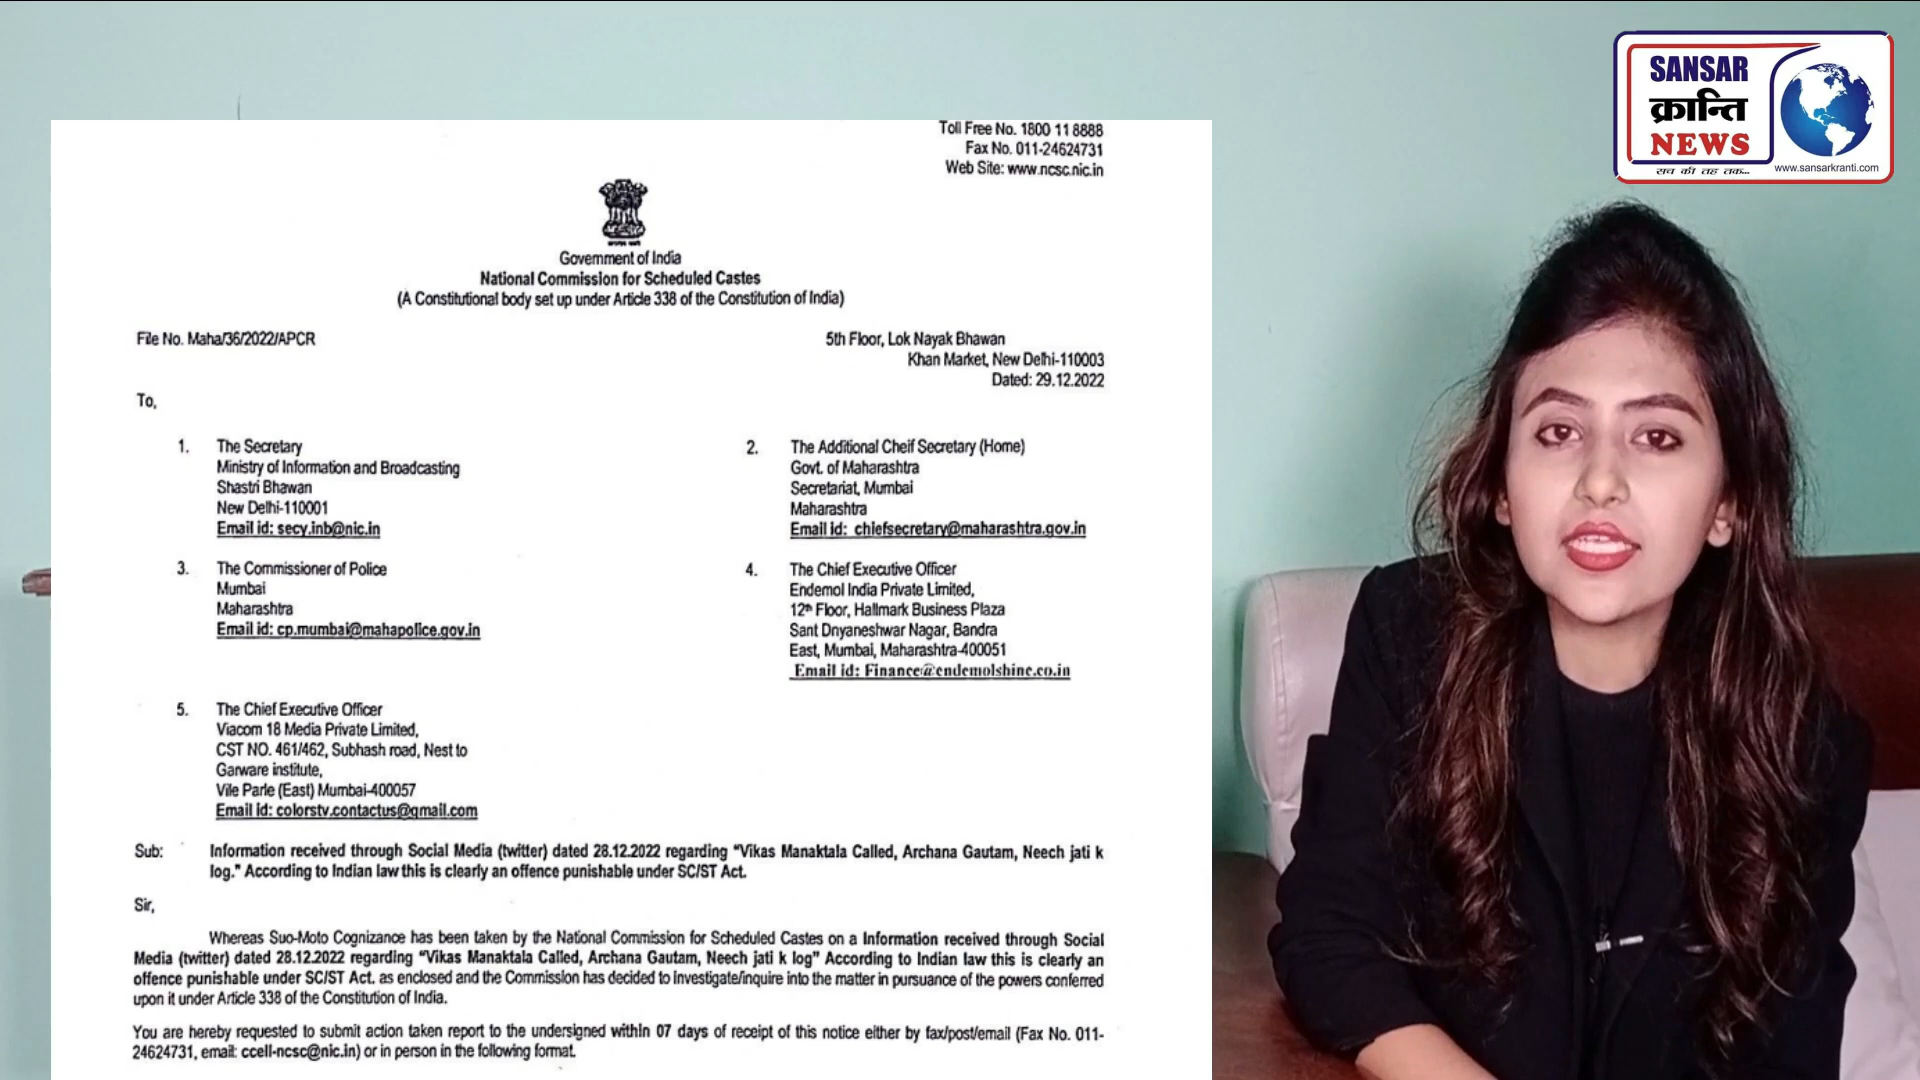 Toll Free No. 1800 11 8888
Fax No. 011-24624731
Web Site: www.ncsc.nic.in
SANSAR
क्रान्ति
NEWS
सच की तह तक...
www.sansarkranti.com
Government of India
National Commission for Scheduled Castes
(A Constitutional body set up under Article 338 of the Constitution of India)
File No. Maha/36/2022/APCR
5th Floor, Lok Nayak Bhawan
Khan Market, New Delhi-110003
Dated: 29.12.2022
To,
1. The Secretary
Ministry of Information and Broadcasting
Shastri Bhawan
New Delhi-110001
Email id: secy.inb@nic.in
2. The Additional Cheif Secretary (Home)
Govt. of Maharashtra
Secretariat, Mumbai
Maharashtra
Email id: chiefsecretary@maharashtra.gov.in
3. The Commissioner of Police
Mumbai
Maharashtra
Email id: cp.mumbai@mahapolice.gov.in
4. The Chief Executive Officer
Endemol India Private Limited,
12th Floor, Hallmark Business Plaza
Sant Dnyaneshwar Nagar, Bandra
East, Mumbai, Maharashtra-400051
Email id: Finance@endemolshine.co.in
5. The Chief Executive Officer
Viacom 18 Media Private Limited,
CST NO. 461/462, Subhash road, Nest to
Garware institute,
Vile Parle (East) Mumbai-400057
Email id: colorstv.contactus@gmail.com
Sub: Information received through Social Media (twitter) dated 28.12.2022 regarding "Vikas Manaktala Called, Archana Gautam, Neech jati k
log." According to Indian law this is clearly an offence punishable under SC/ST Act.
Sir,
Whereas Suo-Moto Cognizance has been taken by the National Commission for Scheduled Castes on a Information received through Social
Media (twitter) dated 28.12.2022 regarding "Vikas Manaktala Called, Archana Gautam, Neech jati k log" According to Indian law this is clearly an
offence punishable under SC/ST Act. as enclosed and the Commission has decided to investigate/inquire into the matter in pursuance of the powers conferred
upon it under Article 338 of the Constitution of India.
You are hereby requested to submit action taken report to the undersigned within 07 days of receipt of this notice either by fax/post/email (Fax No. 011-
24624731, email: ccell-ncsc@nic.in) or in person in the following format.